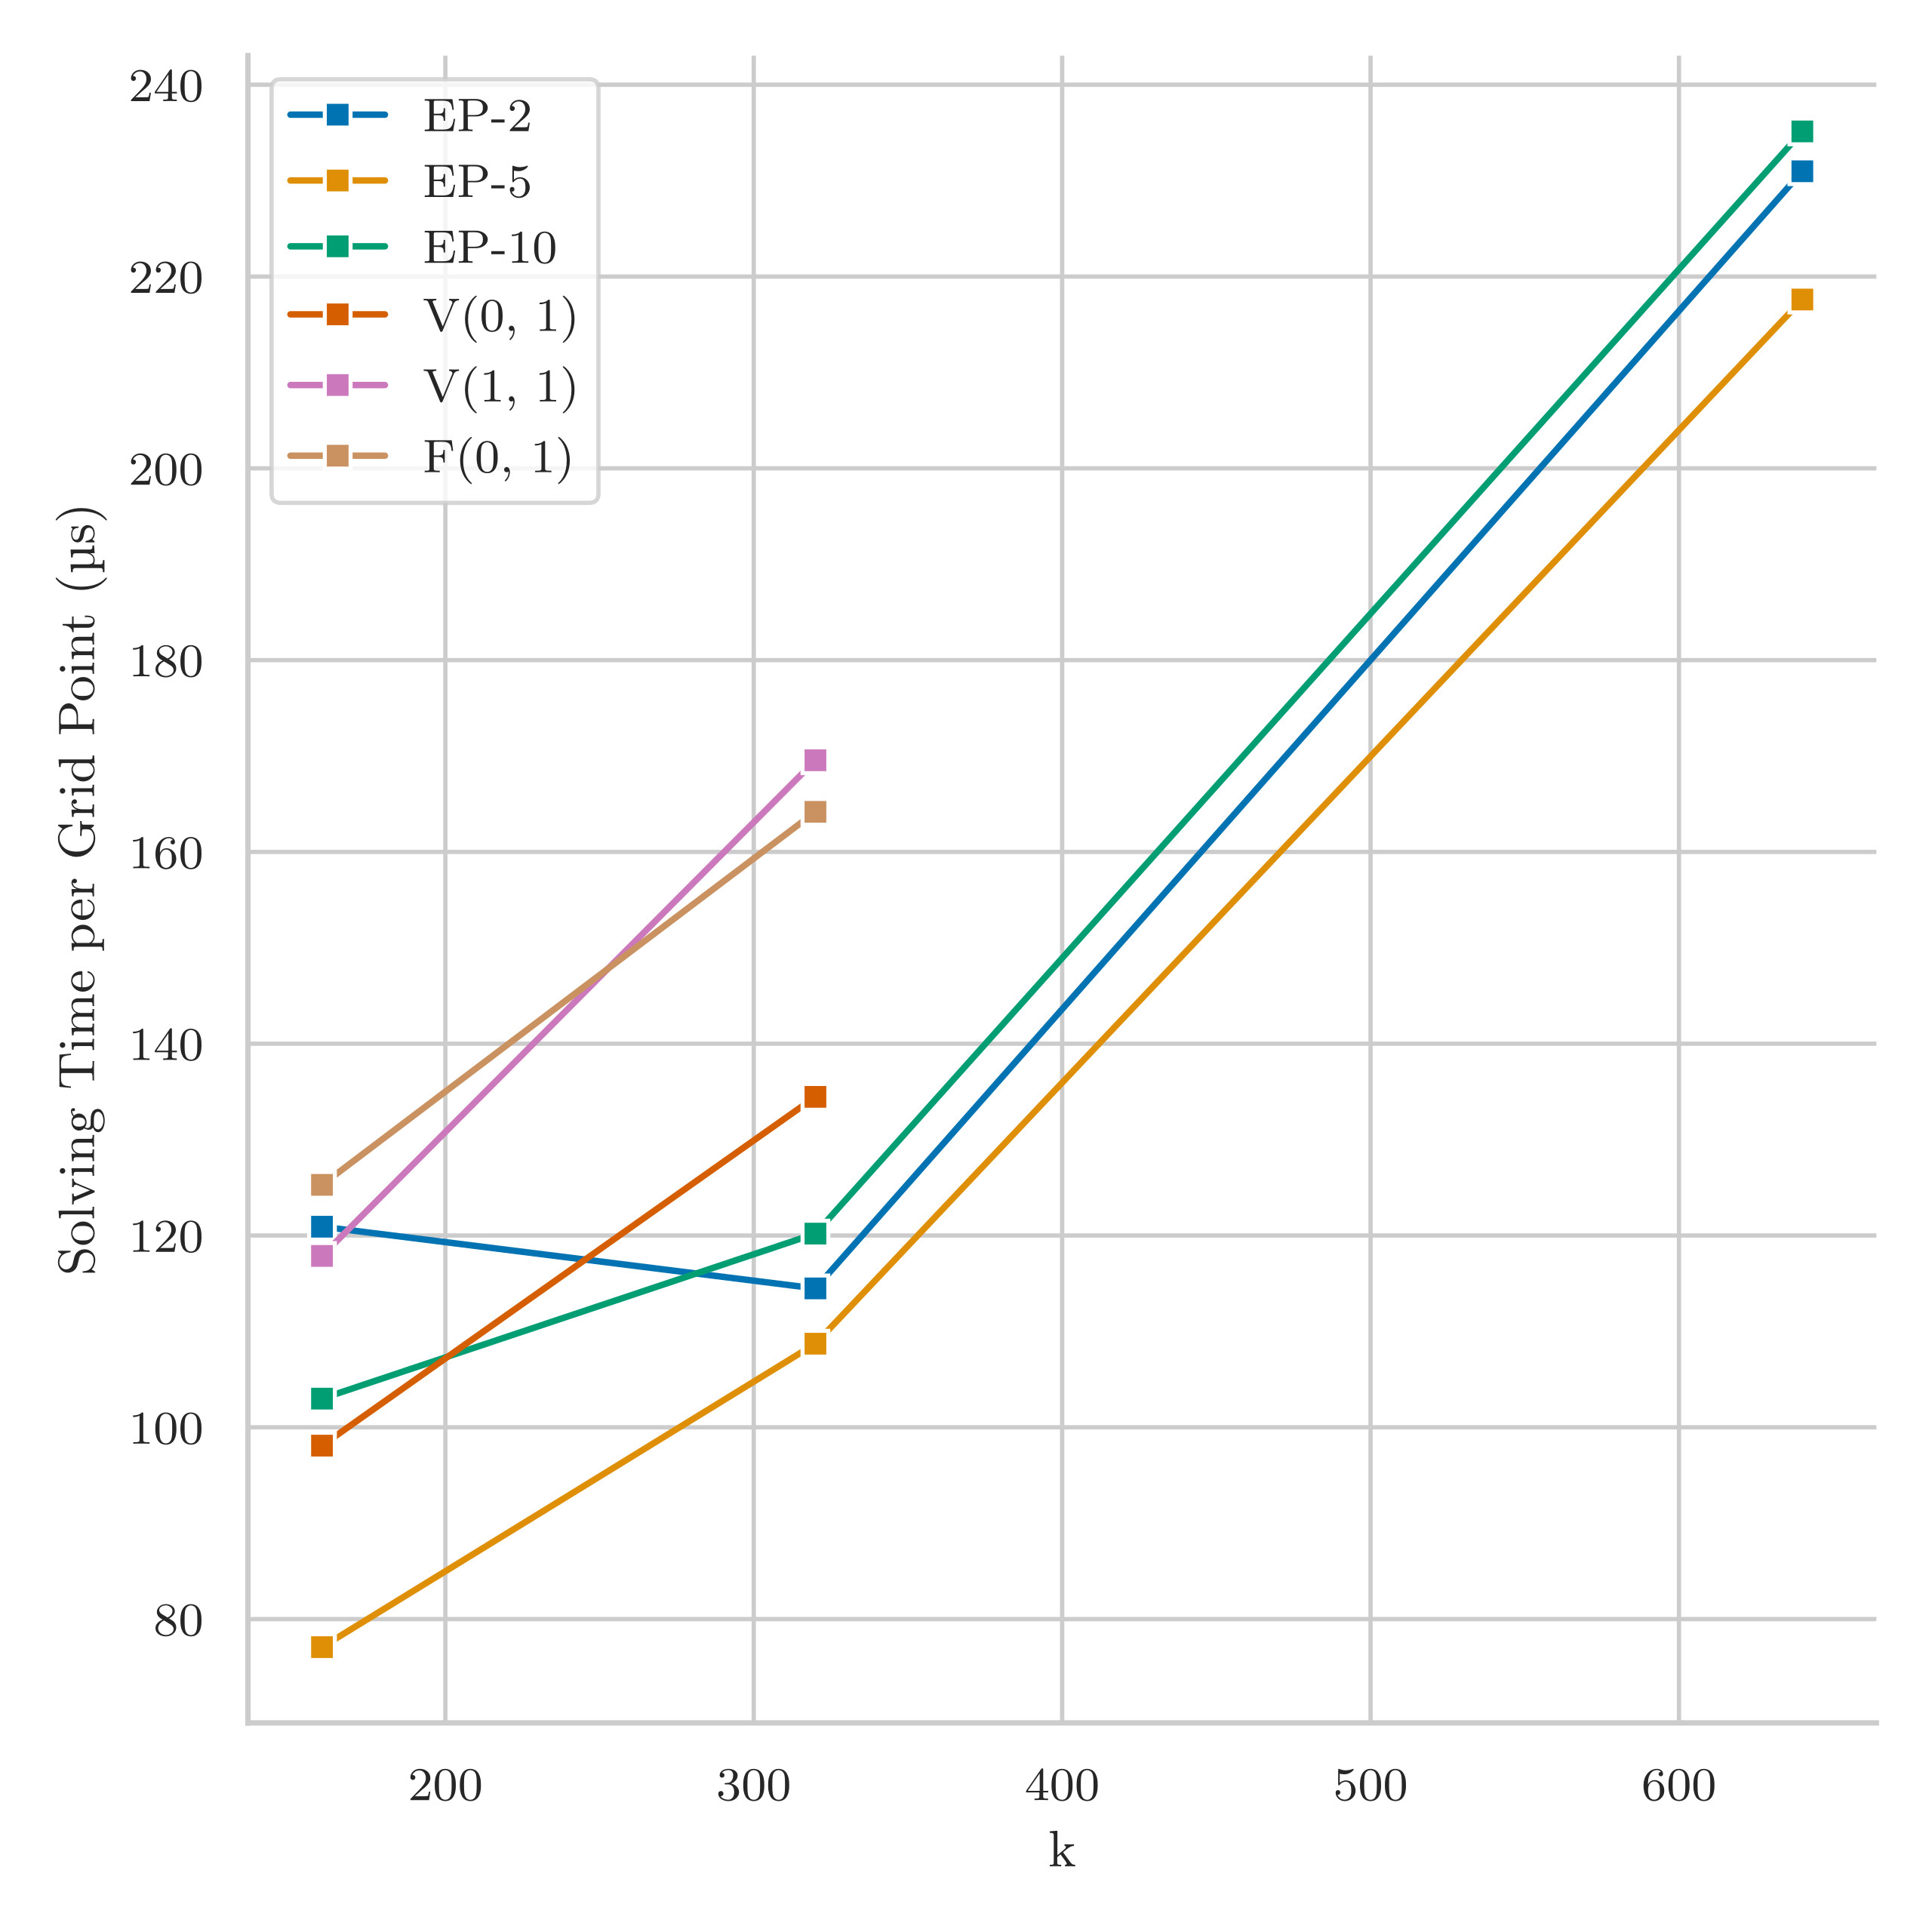 240
220
200
180
160
140
120
100
80
Solving Time per Grid Point (µs)
EP-2
EP-5
EP-10
V(0, 1)
V(1, 1)
F(0, 1)
200 300 400 500 600
k